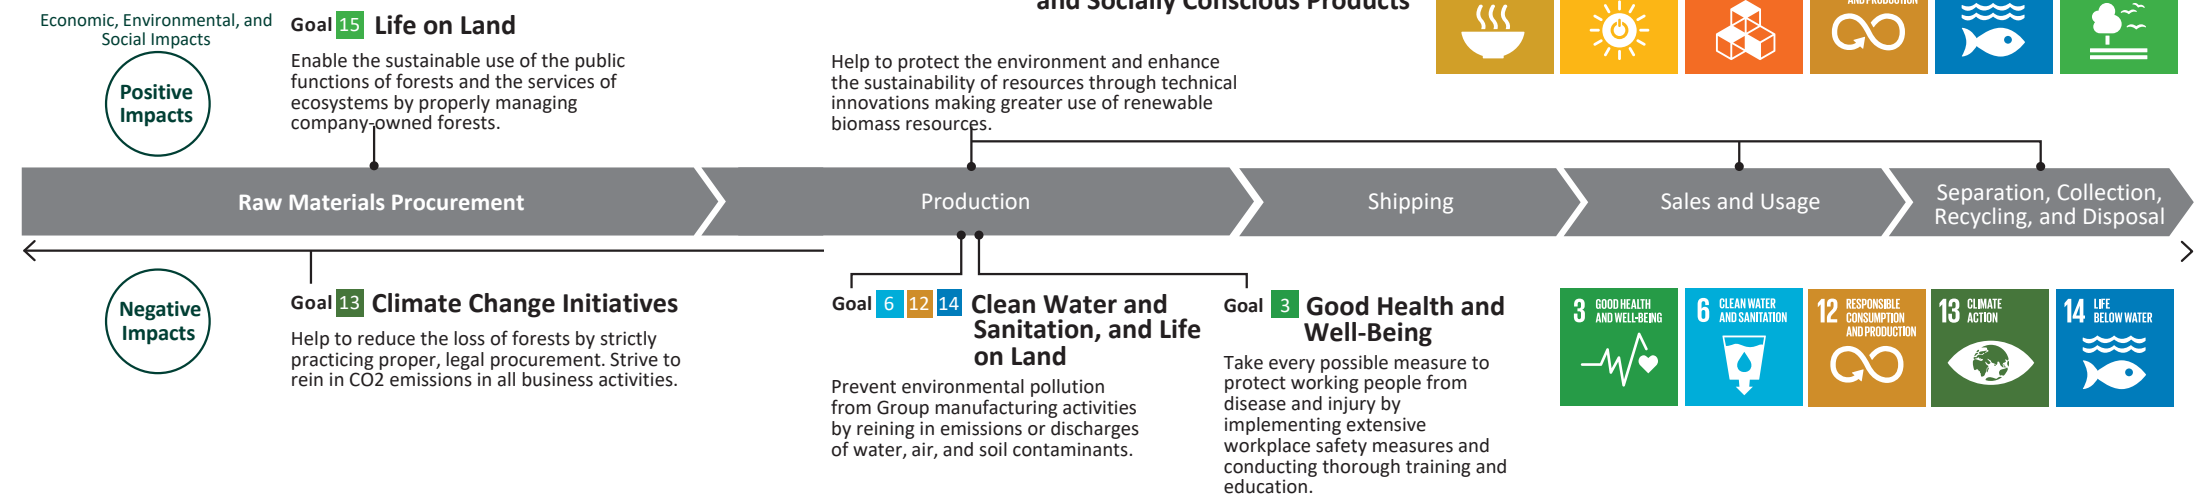 Economic, Environmental, and
Social Impacts
Positive
Impacts
Goal 15 Life on Land
Enable the sustainable use of the public
functions of forests and the services of
ecosystems by properly managing
company-owned forests.
and Socially Conscious Products
Help to protect the environment and enhance
the sustainability of resources through technical
innovations making greater use of renewable
biomass resources.
AND PRODUCTION
Raw Materials Procurement
Production
Shipping
Sales and Usage
Separation, Collection,
Recycling, and Disposal
Negative
Impacts
Goal 13 Climate Change Initiatives
Help to reduce the loss of forests by strictly
practicing proper, legal procurement. Strive to
rein in CO2 emissions in all business activities.
Goal 6 12 14 Clean Water and
Sanitation, and Life
on Land
Prevent environmental pollution
from Group manufacturing activities
by reining in emissions or discharges
of water, air, and soil contaminants.
Goal 3 Good Health and
Well-Being
Take every possible measure to
protect working people from
disease and injury by
implementing extensive
workplace safety measures and
conducting thorough training and
education.
3 GOOD HEALTH
AND WELL-BEING
6 CLEAN WATER
AND SANITATION
12 RESPONSIBLE
CONSUMPTION
AND PRODUCTION
13 CLIMATE
ACTION
14 LIFE
BELOW WATER